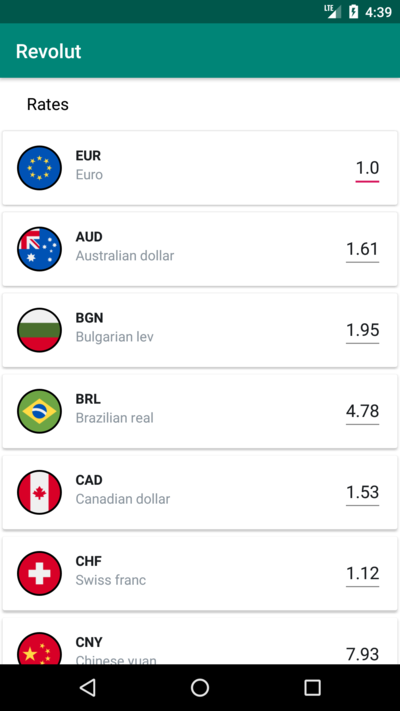 LTE 4:39
Revolut
Rates
EUR
Euro
1.0
AUD
Australian dollar
1.61
BGN
Bulgarian lev
1.95
BRL
Brazilian real
4.78
CAD
Canadian dollar
1.53
CHF
Swiss franc
1.12
CNY
Chinese yuan
7.93